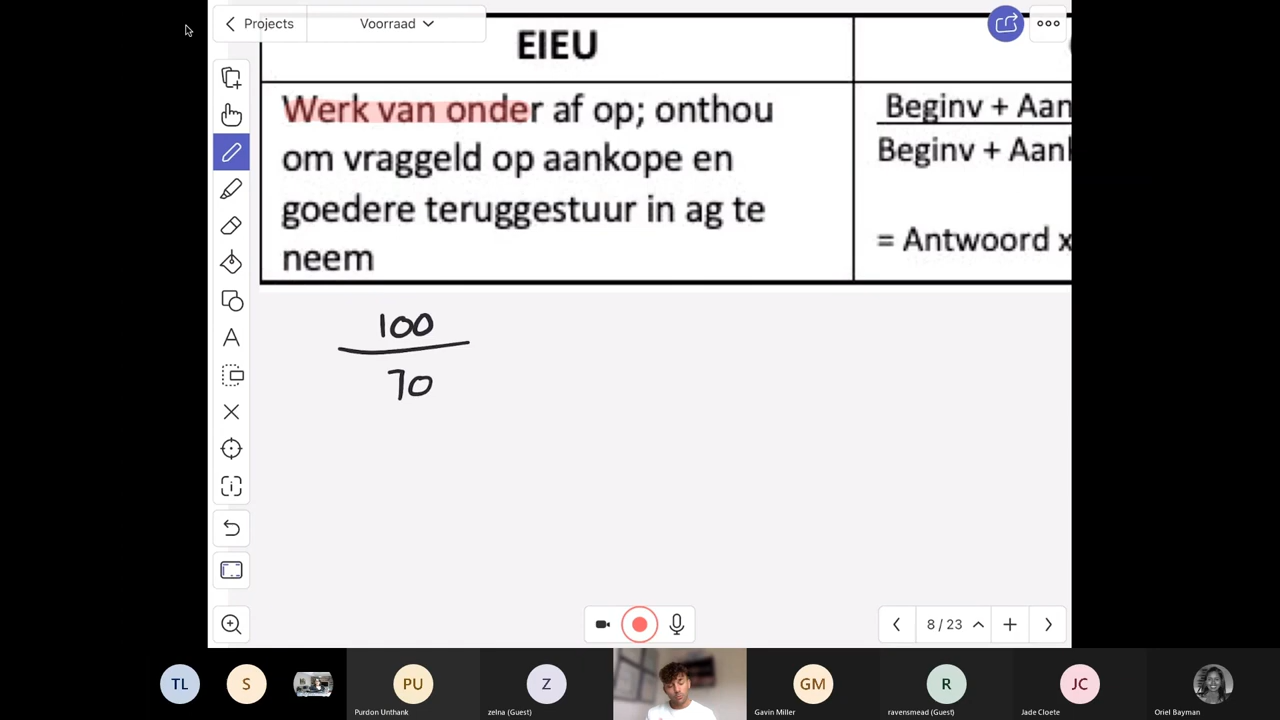 Projects
Voorraad
EIEU
Werk van onder af op; onthou
om vraggeld op aankope en
goedere teruggestuur in ag te
neem
Beginv + Aan
Beginv + Aan
= Antwoord x
100
70
8 / 23
TL
S
PU
Purdon Unthank
Z
zelna (Guest)
GM
Gavin Miller
R
ravensmead (Guest)
JC
Jade Cloete
Oriel Bayman